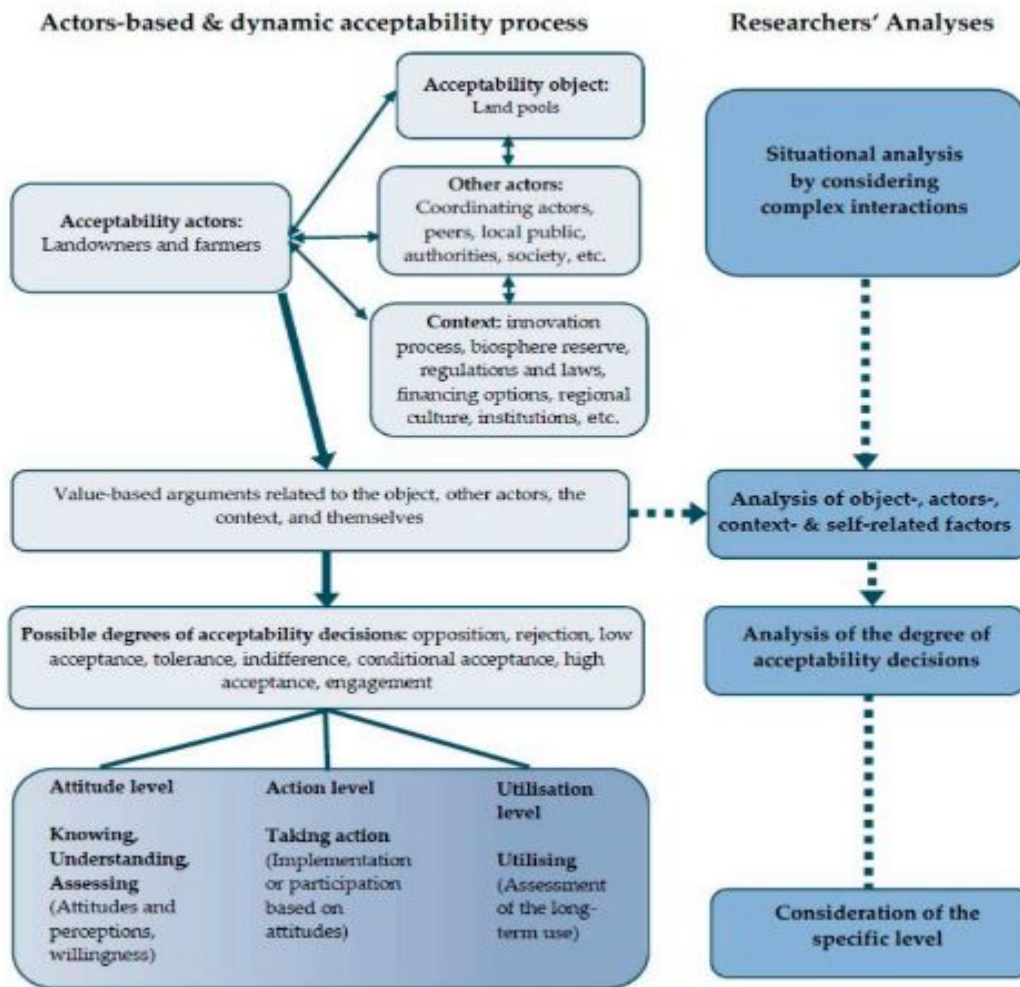 Actors-based & dynamic acceptability process
Researchers' Analyses
Acceptability object:
Land pools
Other actors:
Coordinating actors,
peers, local public,
authorities, society, etc.
Acceptability actors:
Landowners and farmers
Context: innovation
process, biosphere reserve,
regulations and laws,
financing options, regional
culture, institutions, etc.
Situational analysis
by considering
complex interactions
Value-based arguments related to the object, other actors, the
context, and themselves
Analysis of object-, actors-,
context- & self-related factors
Possible degrees of acceptability decisions: opposition, rejection, low
acceptance, tolerance, indifference, conditional acceptance, high
acceptance, engagement
Analysis of the degree of
acceptability decisions
Attitude level
Knowing,
Understanding,
Assessing
(Attitudes and
perceptions,
willingness)
Action level
Taking action
(Implementation
or participation
based on
attitudes)
Utilisation
level
Utilising
(Assessment
of the long-
term use)
Consideration of the
specific level